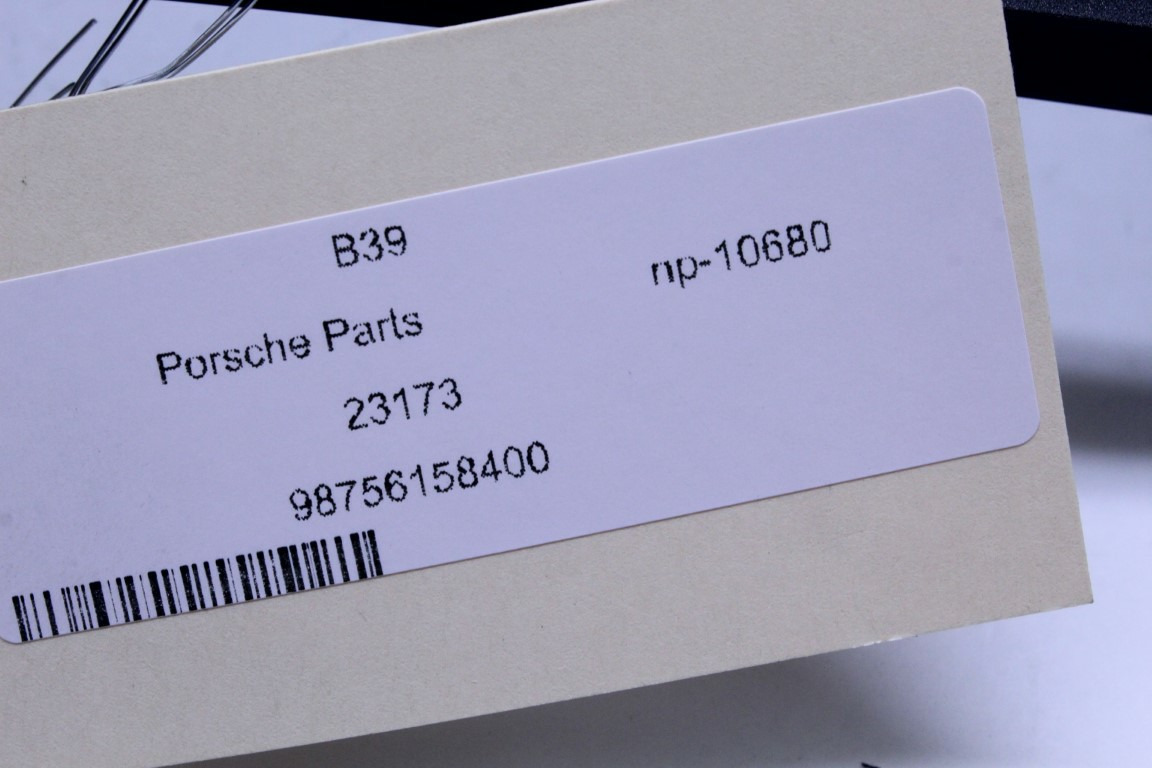 B39
np-10680
Porsche Parts
23173
98756158400